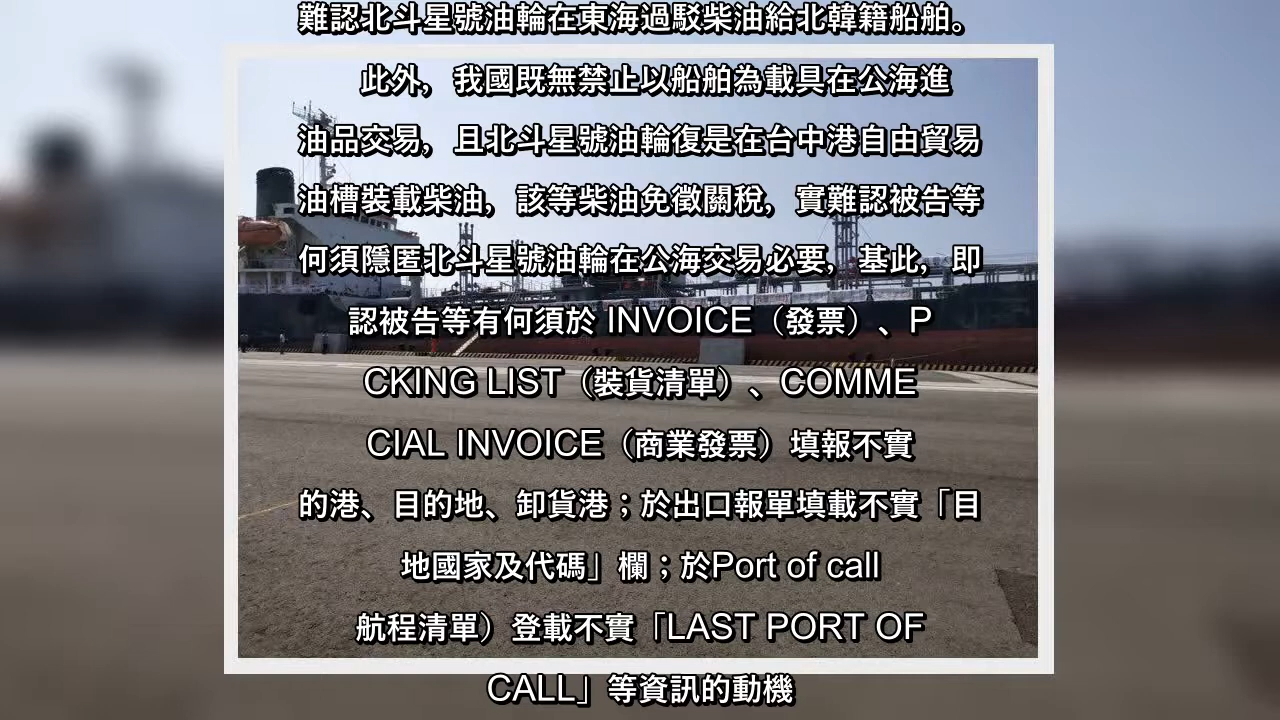 難認北斗星號油輪在東海過駁柴油給北韓籍船舶。
此外，我國既無禁止以船舶為載具在公海進
油品交易，且北斗星號油輪復是在台中港自由貿易
油槽裝載柴油，該等柴油免徵關稅，實難認被告等
何須隱匿北斗星號油輪在公海交易必要，基此，即
認被告等有何須於 INVOICE（發票）、P
CKING LIST（裝貨清單）、COMME
CIAL INVOICE（商業發票）填報不實
的港、目的地、卸貨港；於出口報單填載不實「目
地國家及代碼」欄；於Port of call
航程清單）登載不實「LAST PORT OF
CALL」等資訊的動機